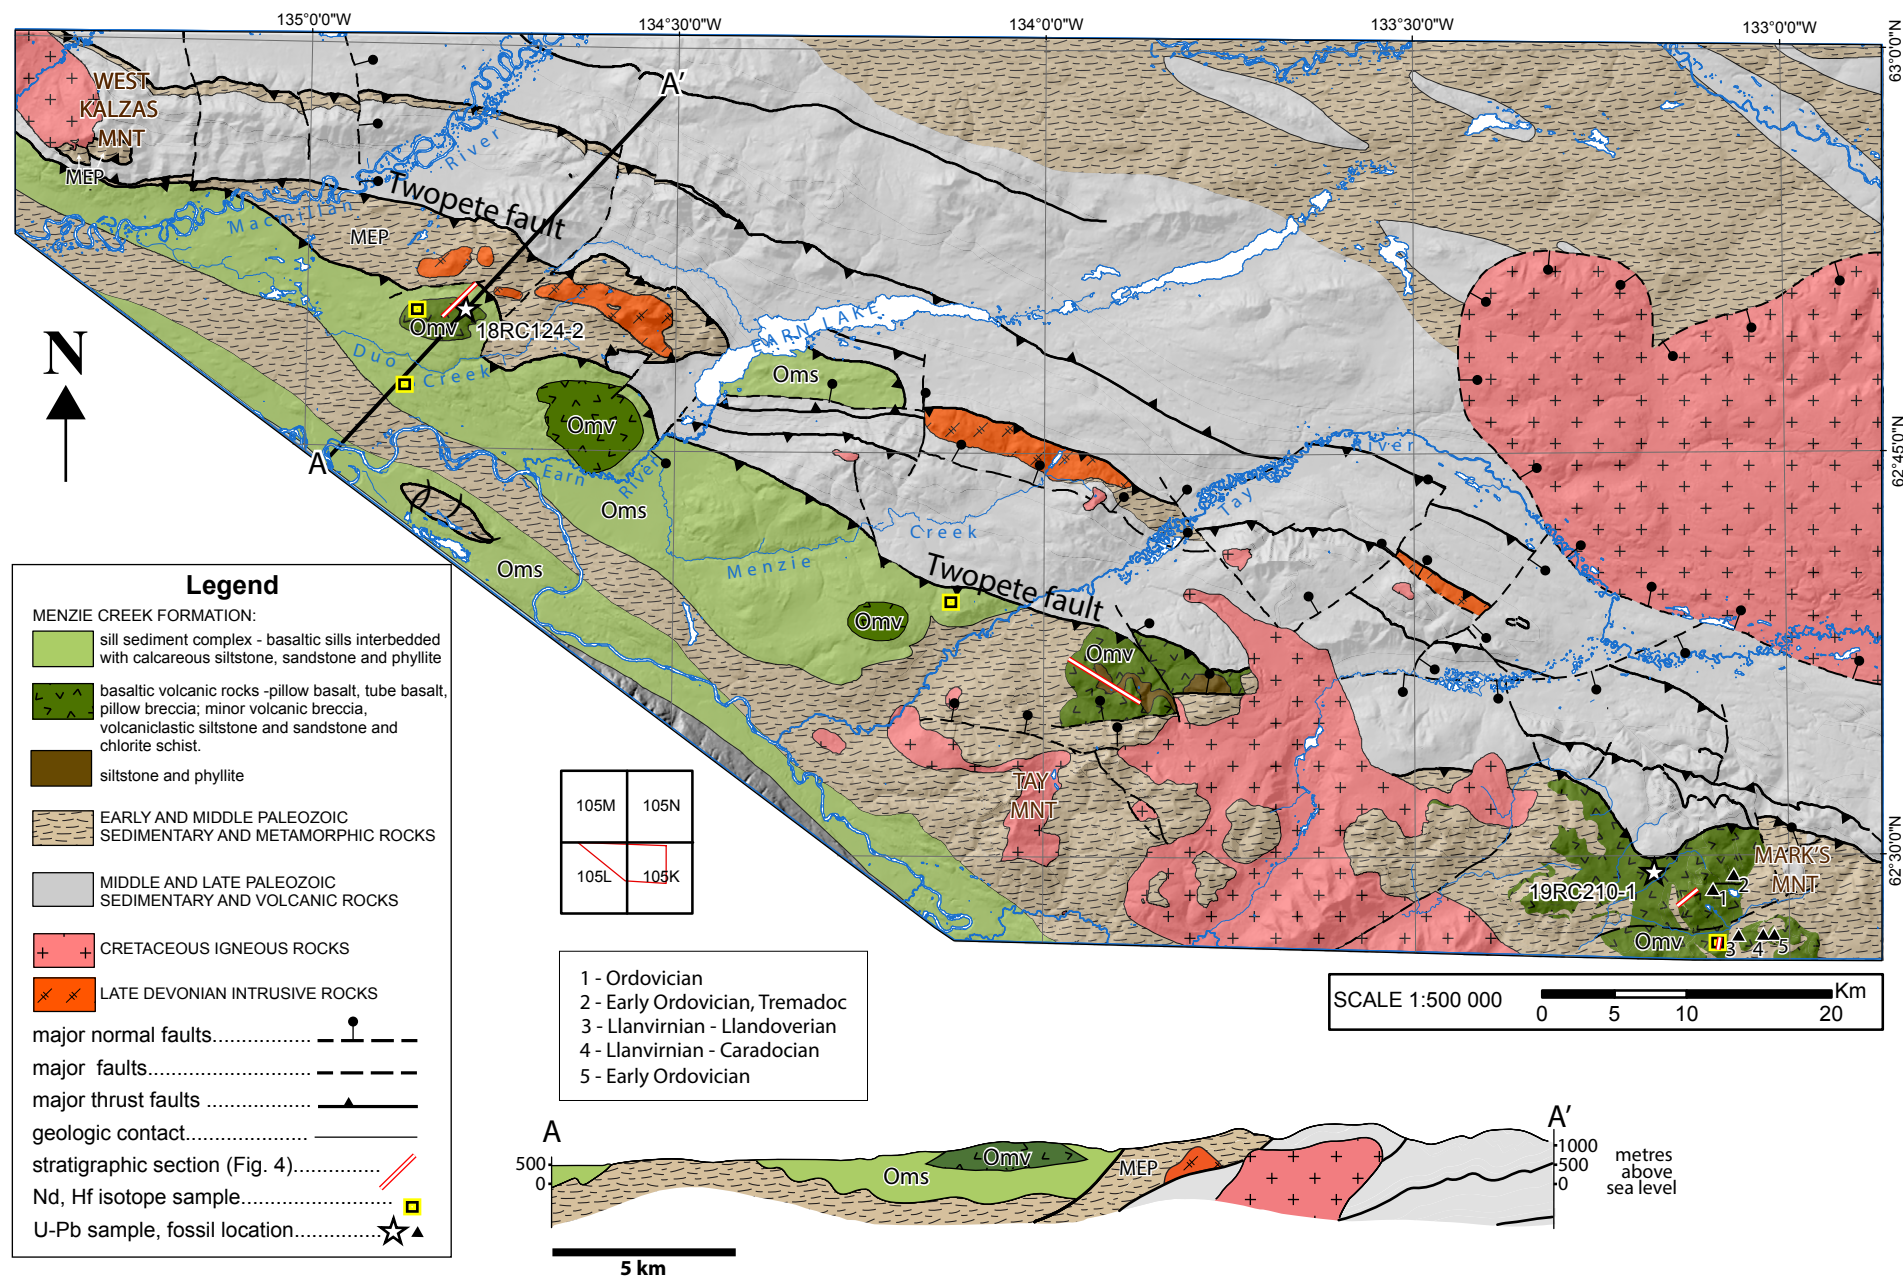 135°0'0"W
134°30'0"W
134°0'0"W
133°30'0"W
133°0'0"W
63°0'0"N
62°45'0"N
62°30'0"N
WEST
KALZAS
MNT
MEP
A'
River
Macmillan
Twopete fault
MEP
Omv
18RC124-2
Duo
Creek
EARN LAKE
Oms
Omv
A
Earn
River
Oms
Oms
Menzie
Creek
Tay
River
Twopete fault
Omv
Omv
TAY
MNT
MARK'S
MNT
19RC210-1
Omv
1
2
3
4
5
N
Legend
MENZIE CREEK FORMATION:
sill sediment complex - basaltic sills interbedded
with calcareous siltstone, sandstone and phyllite
basaltic volcanic rocks -pillow basalt, tube basalt,
pillow breccia; minor volcanic breccia,
volcaniclastic siltstone and sandstone and
chlorite schist.
siltstone and phyllite
EARLY AND MIDDLE PALEOZOIC
SEDIMENTARY AND METAMORPHIC ROCKS
MIDDLE AND LATE PALEOZOIC
SEDIMENTARY AND VOLCANIC ROCKS
CRETACEOUS IGNEOUS ROCKS
LATE DEVONIAN INTRUSIVE ROCKS
major normal faults................
major faults.......................
major thrust faults ................
geologic contact....................
stratigraphic section (Fig. 4)..............
Nd, Hf isotope sample......................
U-Pb sample, fossil location..............
105M 105N
105L 105K
1 - Ordovician
2 - Early Ordovician, Tremadoc
3 - Llanvirnian - Llandoverian
4 - Llanvirnian - Caradocian
5 - Early Ordovician
SCALE 1:500 000
0 5 10 20
Km
A
A'
500
0
Oms
Omv
MEP
1000
500
0
metres
above
sea level
5 km